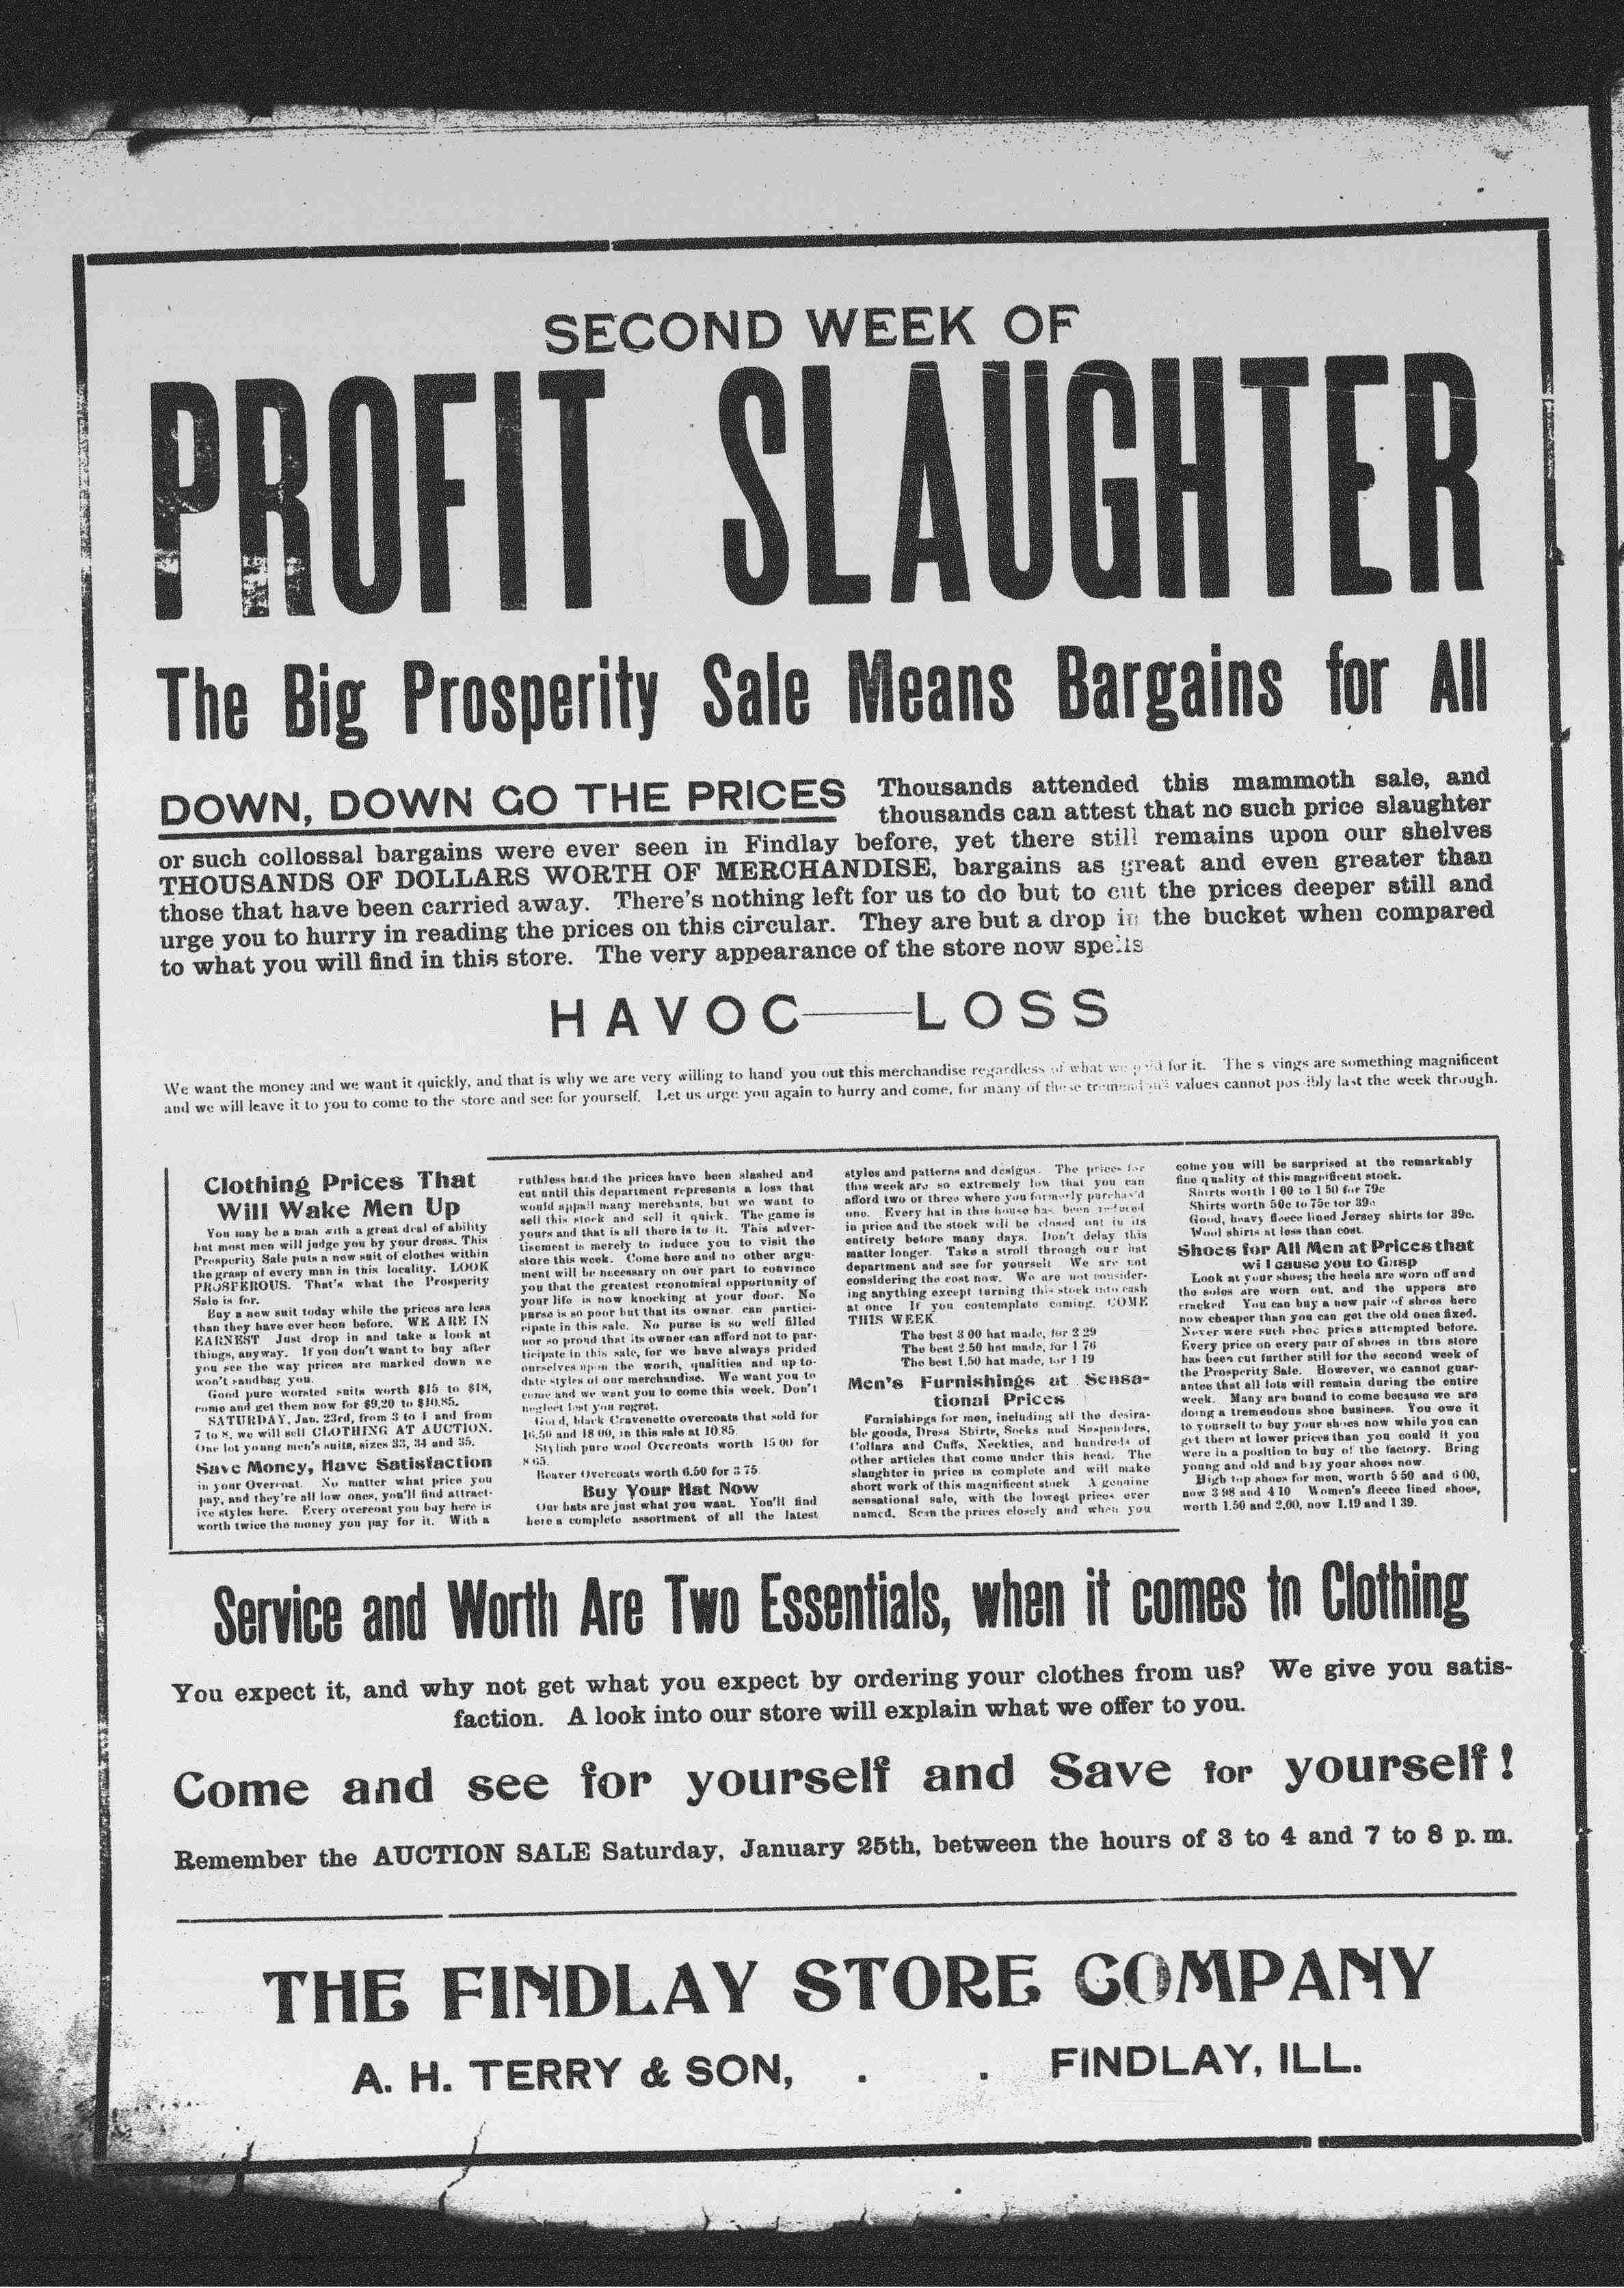 SECOND WEEK OF
PROFIT SLAUGHTER
The Big Prosperity Sale Means Bargains for All
DOWN, DOWN GO THE PRICES
Thousands attended this mammoth sale, and
thousands can attest that no such price slaughter
or such collossal bargains were ever seen in Findlay before, yet there still remains upon our shelves
THOUSANDS OF DOLLARS WORTH OF MERCHANDISE, bargains as great and even greater than
those that have been carried away. There's nothing left for us to do but to cut the prices deeper still and
urge you to hurry in reading the prices on this circular. They are but a drop in the bucket when compared
to what you will find in this store. The very appearance of the store now spells
HAVOC—LOSS
We want the money and we want it quickly, and that is why we are very willing to hand you out this merchandise regardless of what we paid for it. The s vings are something magnificent
and we will leave it to you to come to the store and see for yourself. Let us urge you again to hurry and come, for many of these tremendous values cannot pos ibly last the week through.
Clothing Prices That
Will Wake Men Up
You may be a man with a great deal of ability
but most men will judge you by your dress. This
Prosperity Sale puts a new suit of clothes within
the grasp of every man in this locality. LOOK
PROSPEROUS. That's what the Prosperity
Sale is for.
Buy a new suit today while the prices are less
than they have ever been before. WE ARE IN
EARNEST Just drop in and take a look at
things, anyway. If you don't want to buy after
you see the way prices are marked down we
won't sandbag you.
Good pure worsted suits worth $15 to $18,
come and get them now for $9.20 to $10.85.
SATURDAY, Jan. 23rd, from 3 to 4 and from
7 to 8, we will sell CLOTHING AT AUCTION.
One lot young men's suits, sizes 33, 34 and 35.
Save Money, Have Satisfaction
in your Overcoat. No matter what price you
pay, and they're all low ones, you'll find attract-
ive styles here. Every overcoat you buy here is
worth twice the money you pay for it. With a
ruthless hard the prices have been slashed and
cut until this department represents a loss that
would appall many merchants, but we want to
sell this stock and sell it quick. The game is
yours and that is all there is to it. This adver-
tisement is merely to induce you to visit the
store this week. Come here and no other argu-
ment will be necessary on our part to convince
you that the greatest economical opportunity of
your life is now knocking at your door. No
purse is so poor but that its owner can partici-
cipate in this sale. No purse is so well filled
nor so proud that its owner can afford not to par-
ticipate in this sale, for we have always prided
ourselves upon the worth, qualities and up to-
date styles of our merchandise. We want you to
come and we want you to come this week. Don't
neglect lest you regret.
Good, black Cravenette overcoats that sold for
16.50 and 18 00, in this sale at 10.85.
Stylish pure wool Overcoats worth 15 00 for
8 65.
Beaver Overcoats worth 6.50 for 3 75
Buy Your Hat Now
Our hats are just what you want. You'll find
here a complete assortment of all the latest
styles and patterns and designs. The prices for
this week are so extremely low that you can
afford two or three where you formerly purchas'd
one. Every hat in this house has been reduced
in price and the stock will be closed out in its
entirety before many days. Don't delay this
matter longer. Take a stroll through our hat
department and see for yourself We are not
considering the cost now. We are not consider-
ing anything except turning this stock into cash
at once If you contemplate coming, COME
THIS WEEK.
The best 3 00 hat made, for 2 29
The best 2.50 hat made, for 1 76
The best 1.50 hat made, for 1 19
Men's Furnishings at Sensa-
tional Prices
Furnishings for men, including all the desira-
ble goods, Dress Shirts, Socks and Suspenders,
Collars and Cuffs, Neckties, and hundreds of
other articles that come under this head. The
slaughter in price is complete and will make
short work of this magnificent stock A genuine
sensational sale, with the lowest prices ever
named. Scan the prices closely and when you
come you will be surprised at the remarkably
fine quality of this magnificent stock.
Shirts worth 1 00 to 1 50 for 79c
Shirts worth 50c to 75c for 39c
Good, heavy fleece lined Jersey shirts for 39c.
Wool shirts at less than cost.
Shoes for All Men at Prices that
wi l cause you to Gasp
Look at your shoes; the heels are worn off and
the soles are worn out, and the uppers are
cracked You can buy a new pair of shoes here
now cheaper than you can get the old ones fixed.
Never were such shoe prices attempted before.
Every price on every pair of shoes in this store
has been cut further still for the second week of
the Prosperity Sale. However, we cannot guar-
antee that all lots will remain during the entire
week. Many are bound to come because we are
doing a tremendous shoe business. You owe it
to yourself to buy your shoes now while you can
get them at lower prices than you could if you
were in a position to buy of the factory. Bring
young and old and buy your shoes now.
High top shoes for men, worth 5 50 and 6 00,
now 3 98 and 4 10 Women's fleece lined shoes,
worth 1.50 and 2.00, now 1.19 and 1 39.
Service and Worth Are Two Essentials, when it comes to Clothing
You expect it, and why not get what you expect by ordering your clothes from us? We give you satis-
faction. A look into our store will explain what we offer to you.
Come and see for yourself and Save for yourself!
Remember the AUCTION SALE Saturday, January 25th, between the hours of 3 to 4 and 7 to 8 p. m.
THE FINDLAY STORE COMPANY
A. H. TERRY & SON, . . FINDLAY, ILL.